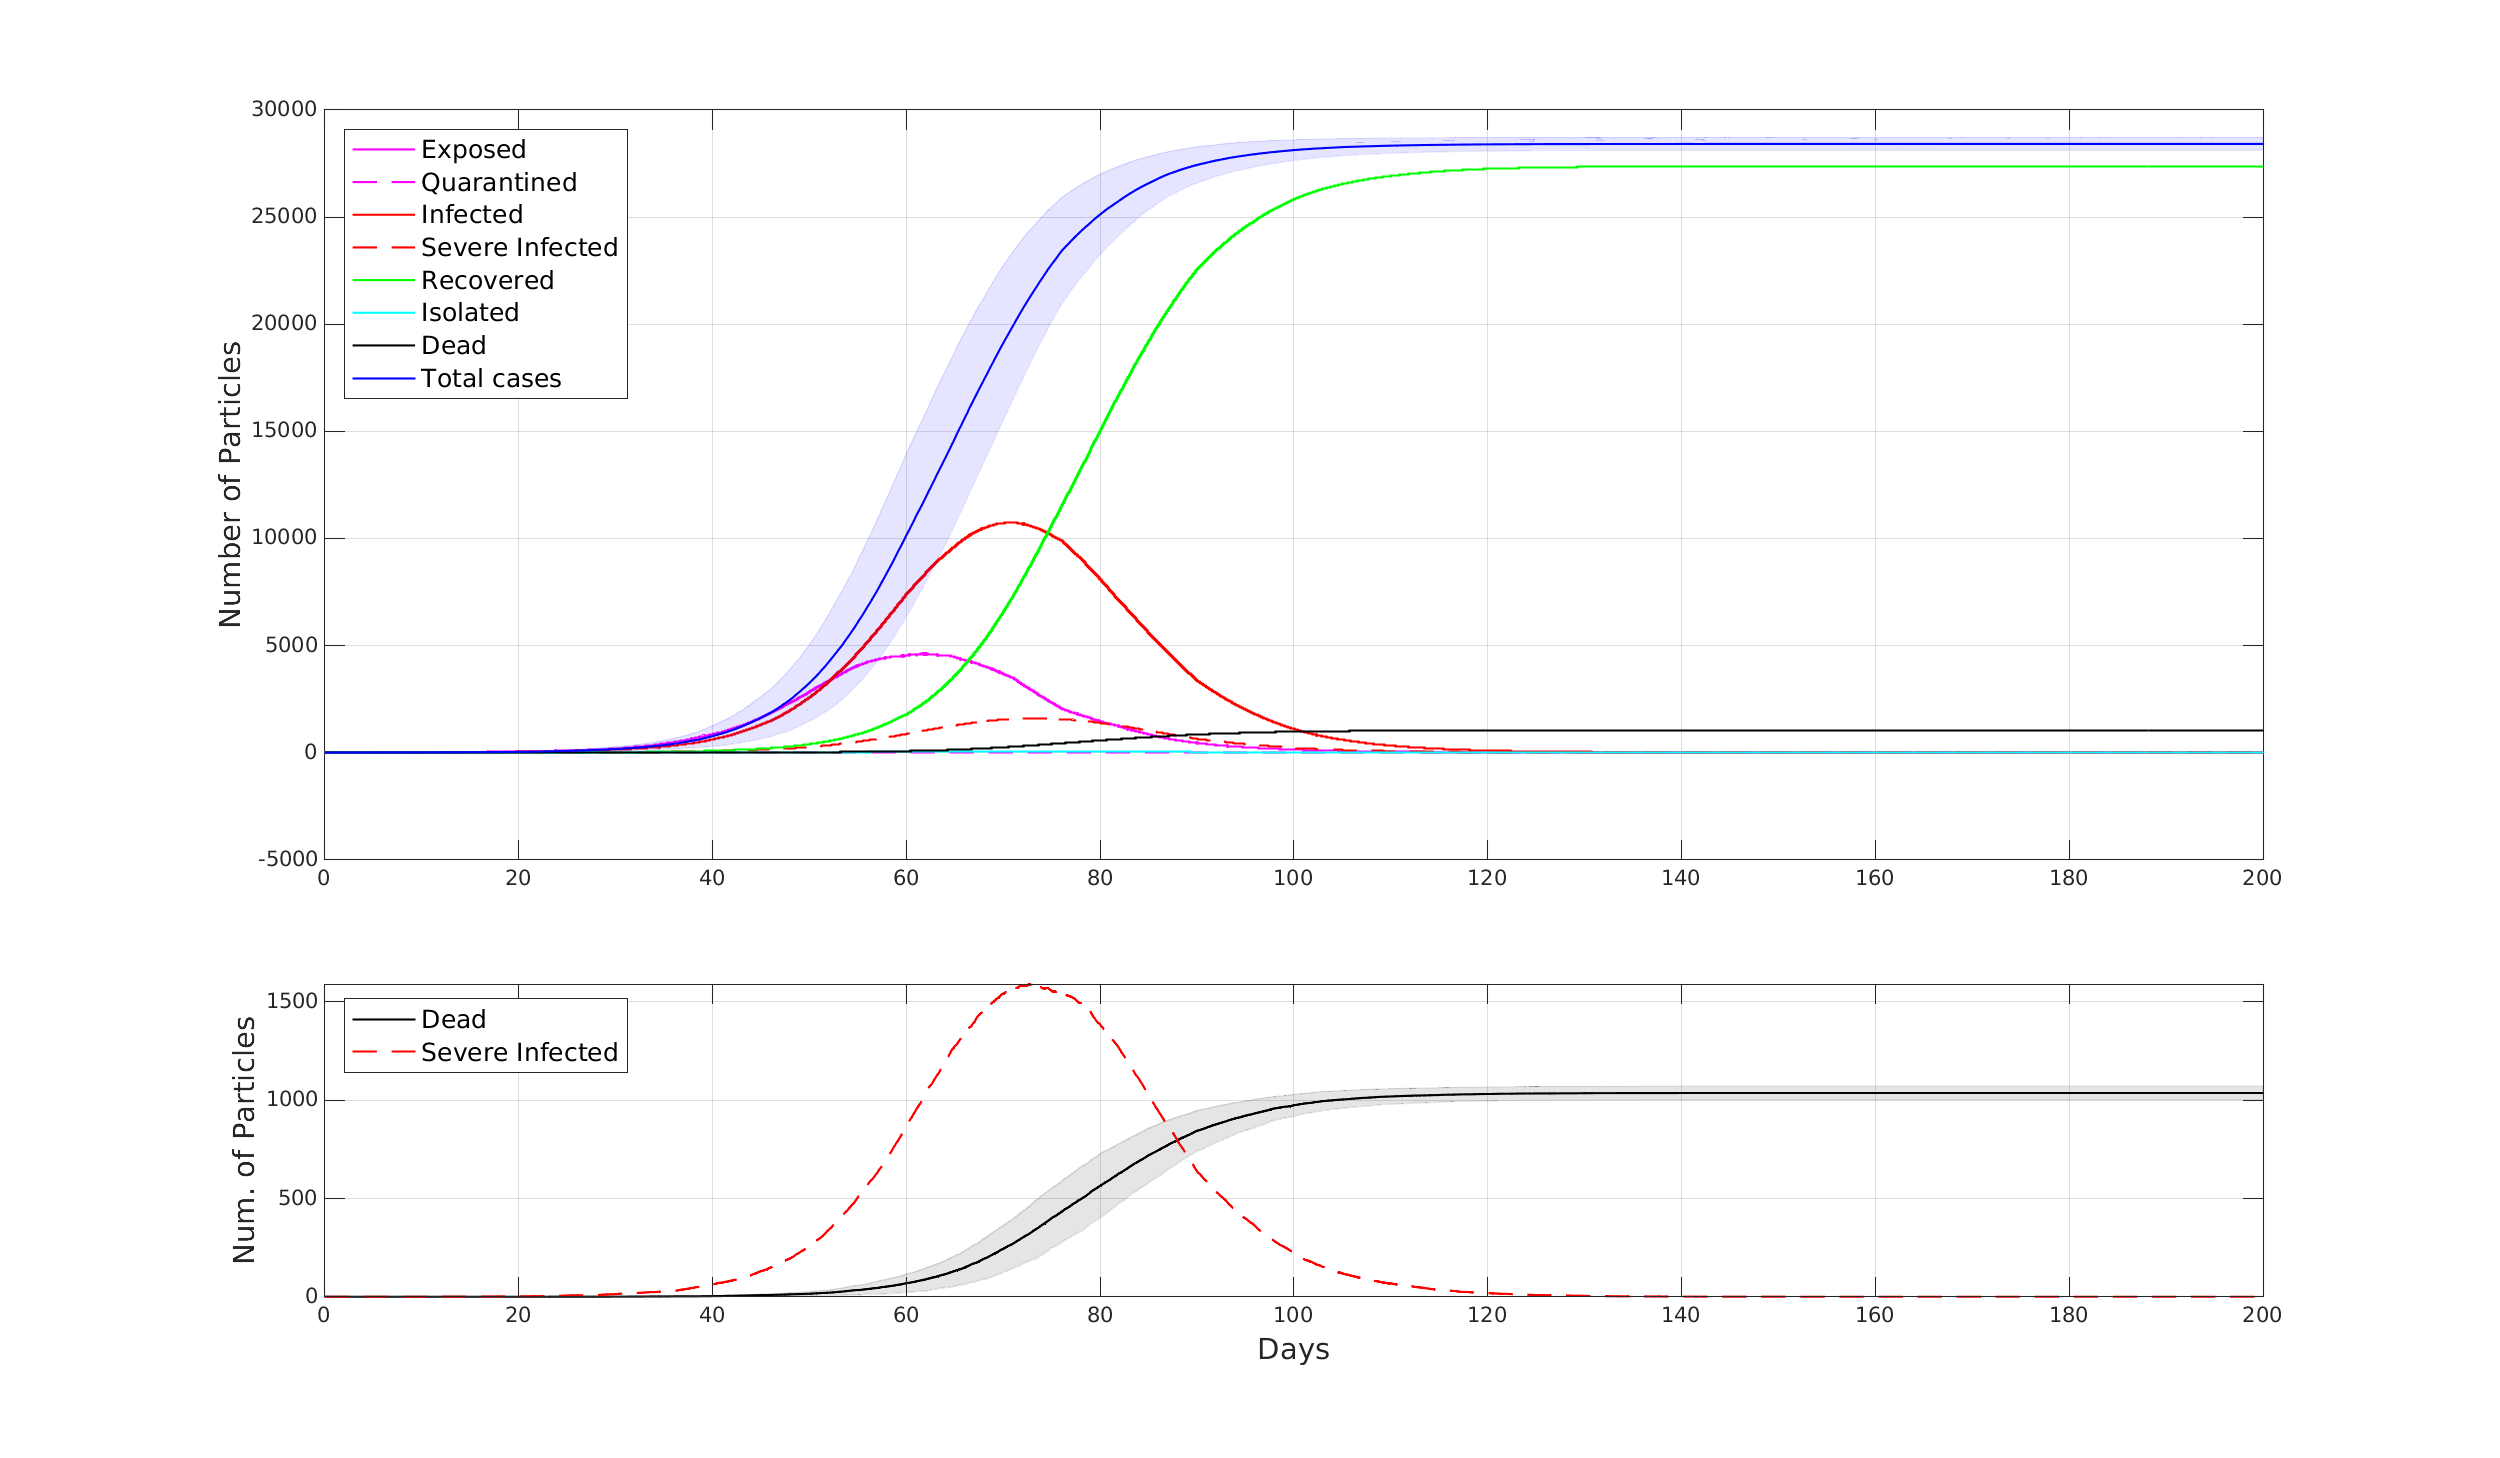 Number of Particles
30000
25000
20000
15000
10000
5000
0
-5000
Exposed
Quarantined
Infected
Severe Infected
Recovered
Isolated
Dead
Total cases
0 20 40 60 80 100 120 140 160 180 200
Num. of Particles
1500
1000
500
0
Dead
Severe Infected
0 20 40 60 80 100 120 140 160 180 200
Days